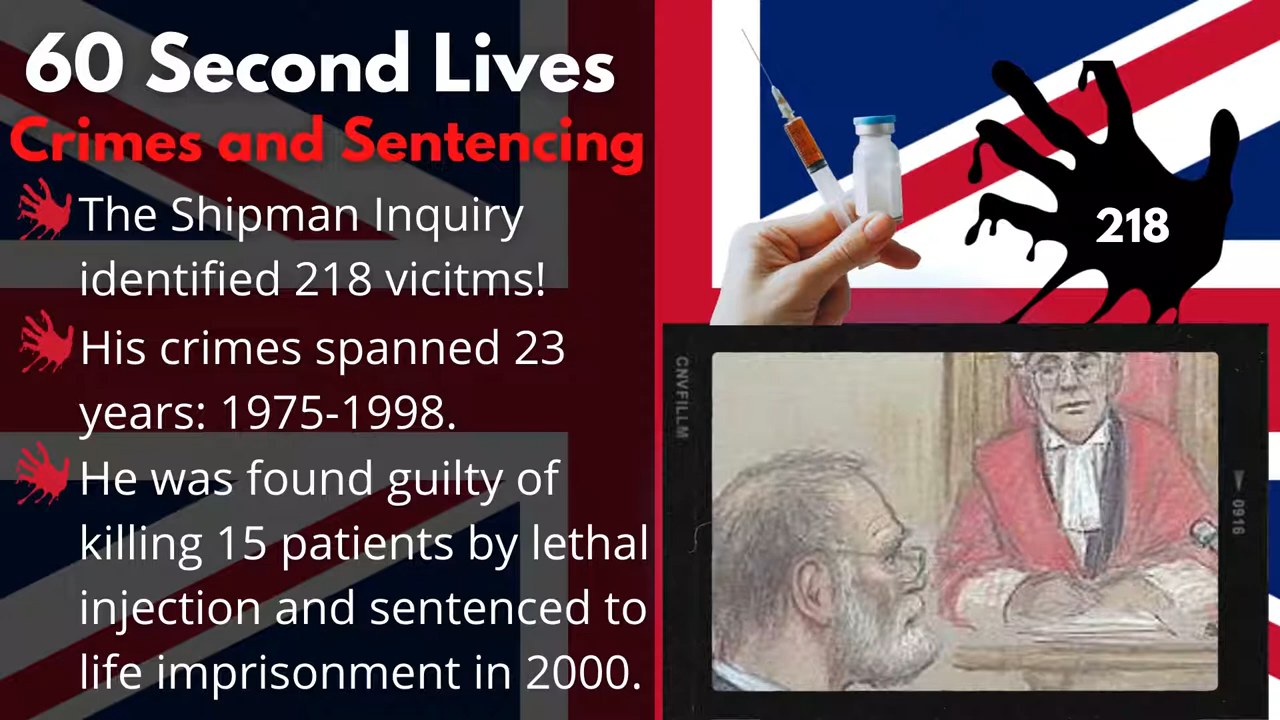 60 Second Lives
Crimes and Sentencing
The Shipman Inquiry
identified 218 vicitms!
His crimes spanned 23
years: 1975-1998.
He was found guilty of
killing 15 patients by lethal
injection and sentenced to
life imprisonment in 2000.
218
CNVFILLM
0916